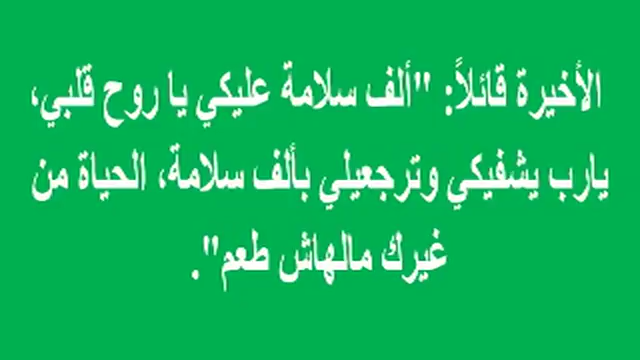 الأخيرة قائلاً: "ألف سلامة عليكي يا روح قلبي،
يارب يشفيكي وترجعيلي بألف سلامة، الحياة من
غيرك مالهاش طعم".